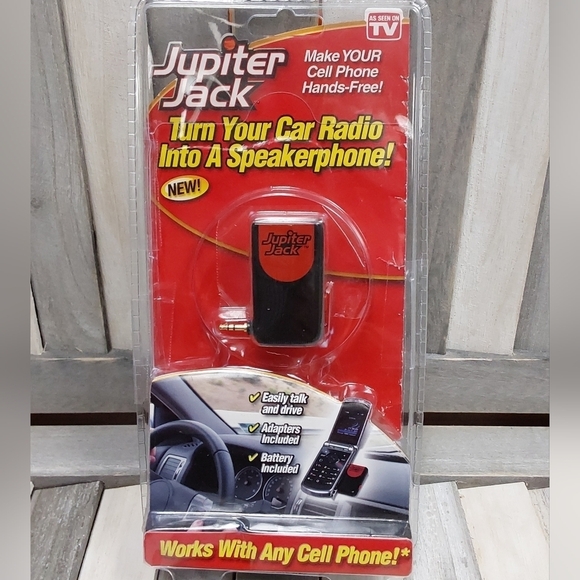 AS SEEN ON
TV
Jupiter
Jack
Make YOUR
Cell Phone
Hands-Free!
Turn Your Car Radio
Into A Speakerphone!
NEW!
Jupiter
Jack™
✓ Easily talk
and drive
✓ Adapters
Included
✓ Battery
Included
Works With Any Cell Phone!*